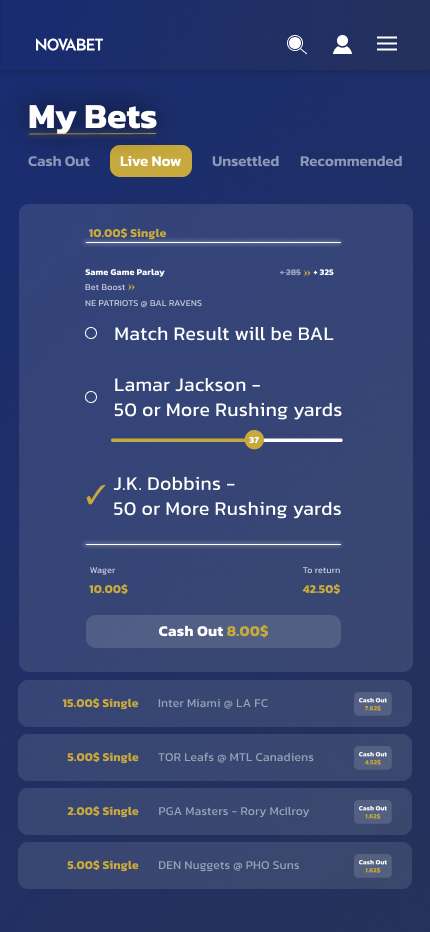 NOVABET
My Bets
Cash Out Live Now Unsettled Recommended
10.00$ Single
Same Game Parlay +285 » +325
Bet Boost »
NE PATRIOTS @ BAL RAVENS
Match Result will be BAL
Lamar Jackson -
50 or More Rushing yards
37
✓ J.K. Dobbins -
50 or More Rushing yards
Wager To return
10.00$ 42.50$
Cash Out 8.00$
15.00$ Single Inter Miami @ LA FC Cash Out
7.62$
5.00$ Single TOR Leafs @ MTL Canadiens Cash Out
4.52$
2.00$ Single PGA Masters - Rory McIlroy Cash Out
1.62$
5.00$ Single DEN Nuggets @ PHO Suns Cash Out
1.62$